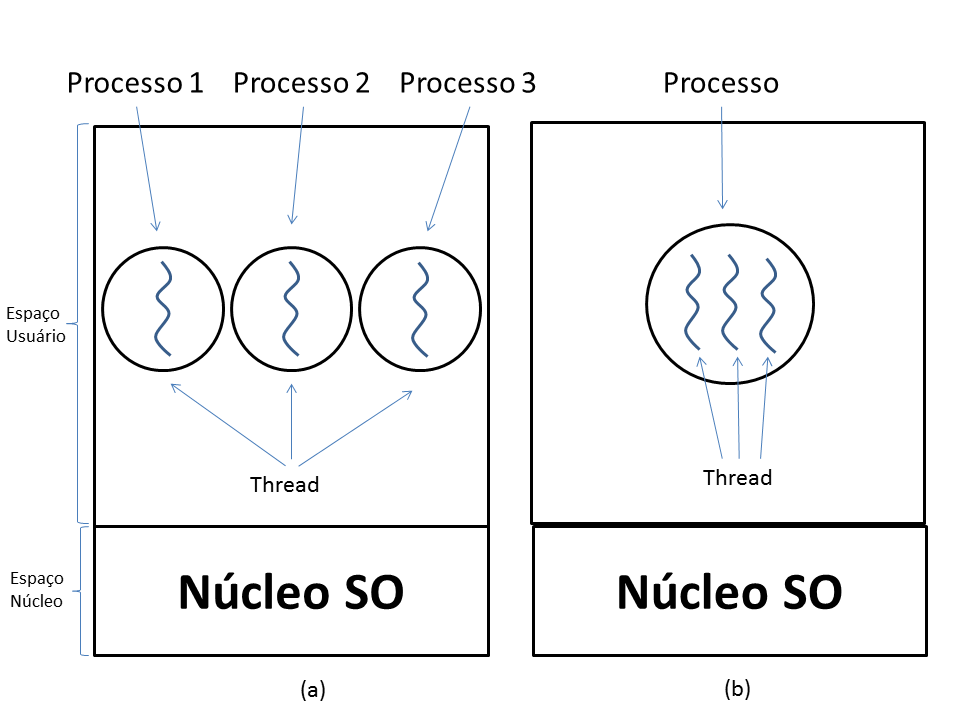 Processo 1
Processo 2
Processo 3
Processo
Espaço
Usuário
Thread
Thread
Espaço
Núcleo
Núcleo SO
Núcleo SO
(a)
(b)